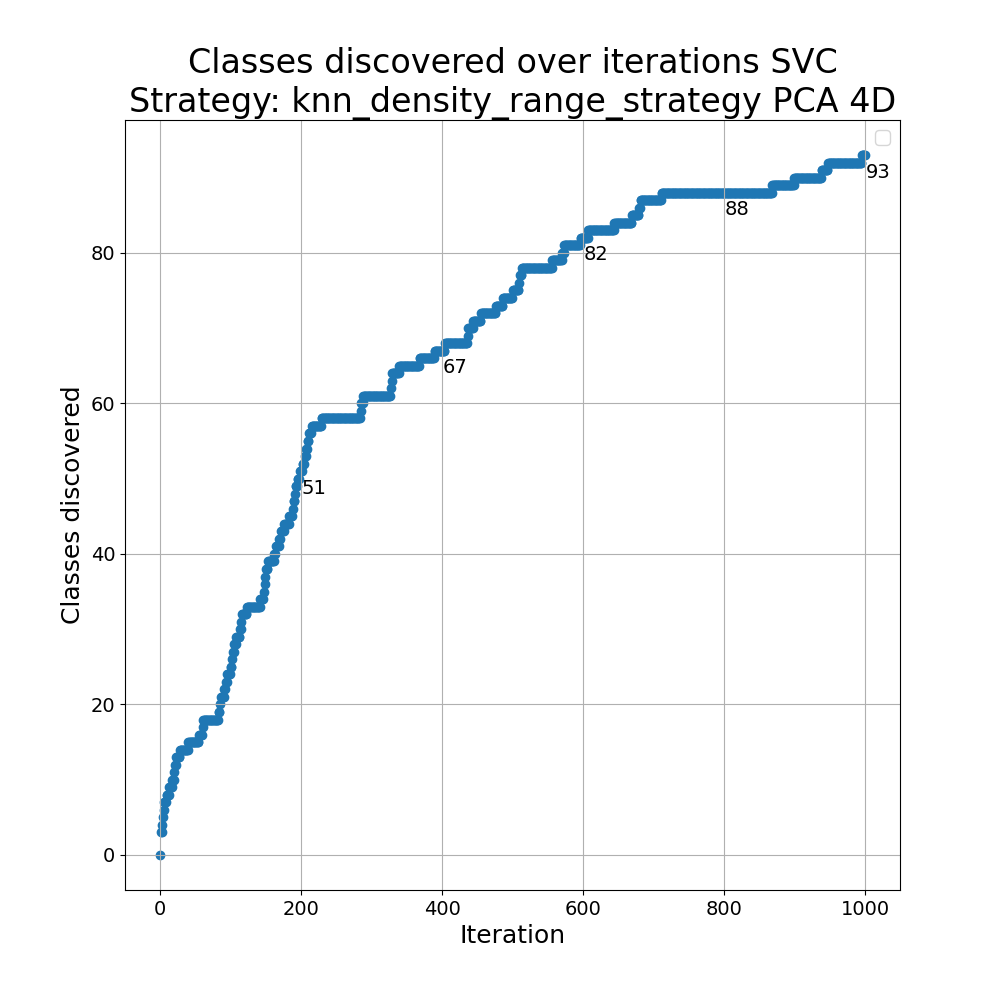 Classes discovered over iterations SVC
Strategy: knn_density_range_strategy PCA 4D
93
88
82
80
67
60
51
40
20
0
Classes discovered
0 200 400 600 800 1000
Iteration